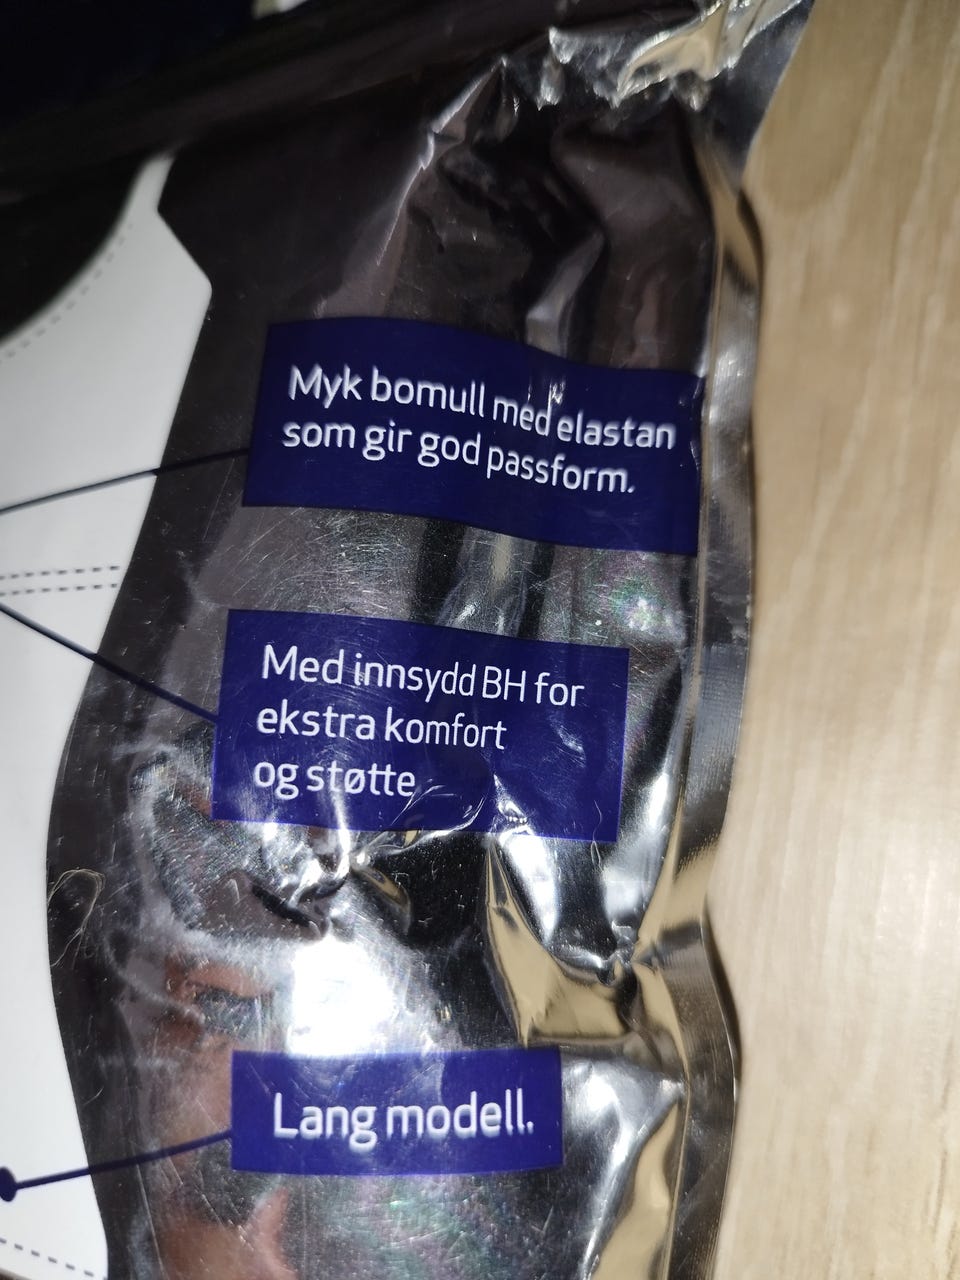 Myk bomull med elastan
som gir god passform.
Med innsydd BH for
ekstra komfort
og støtte
Lang modell.